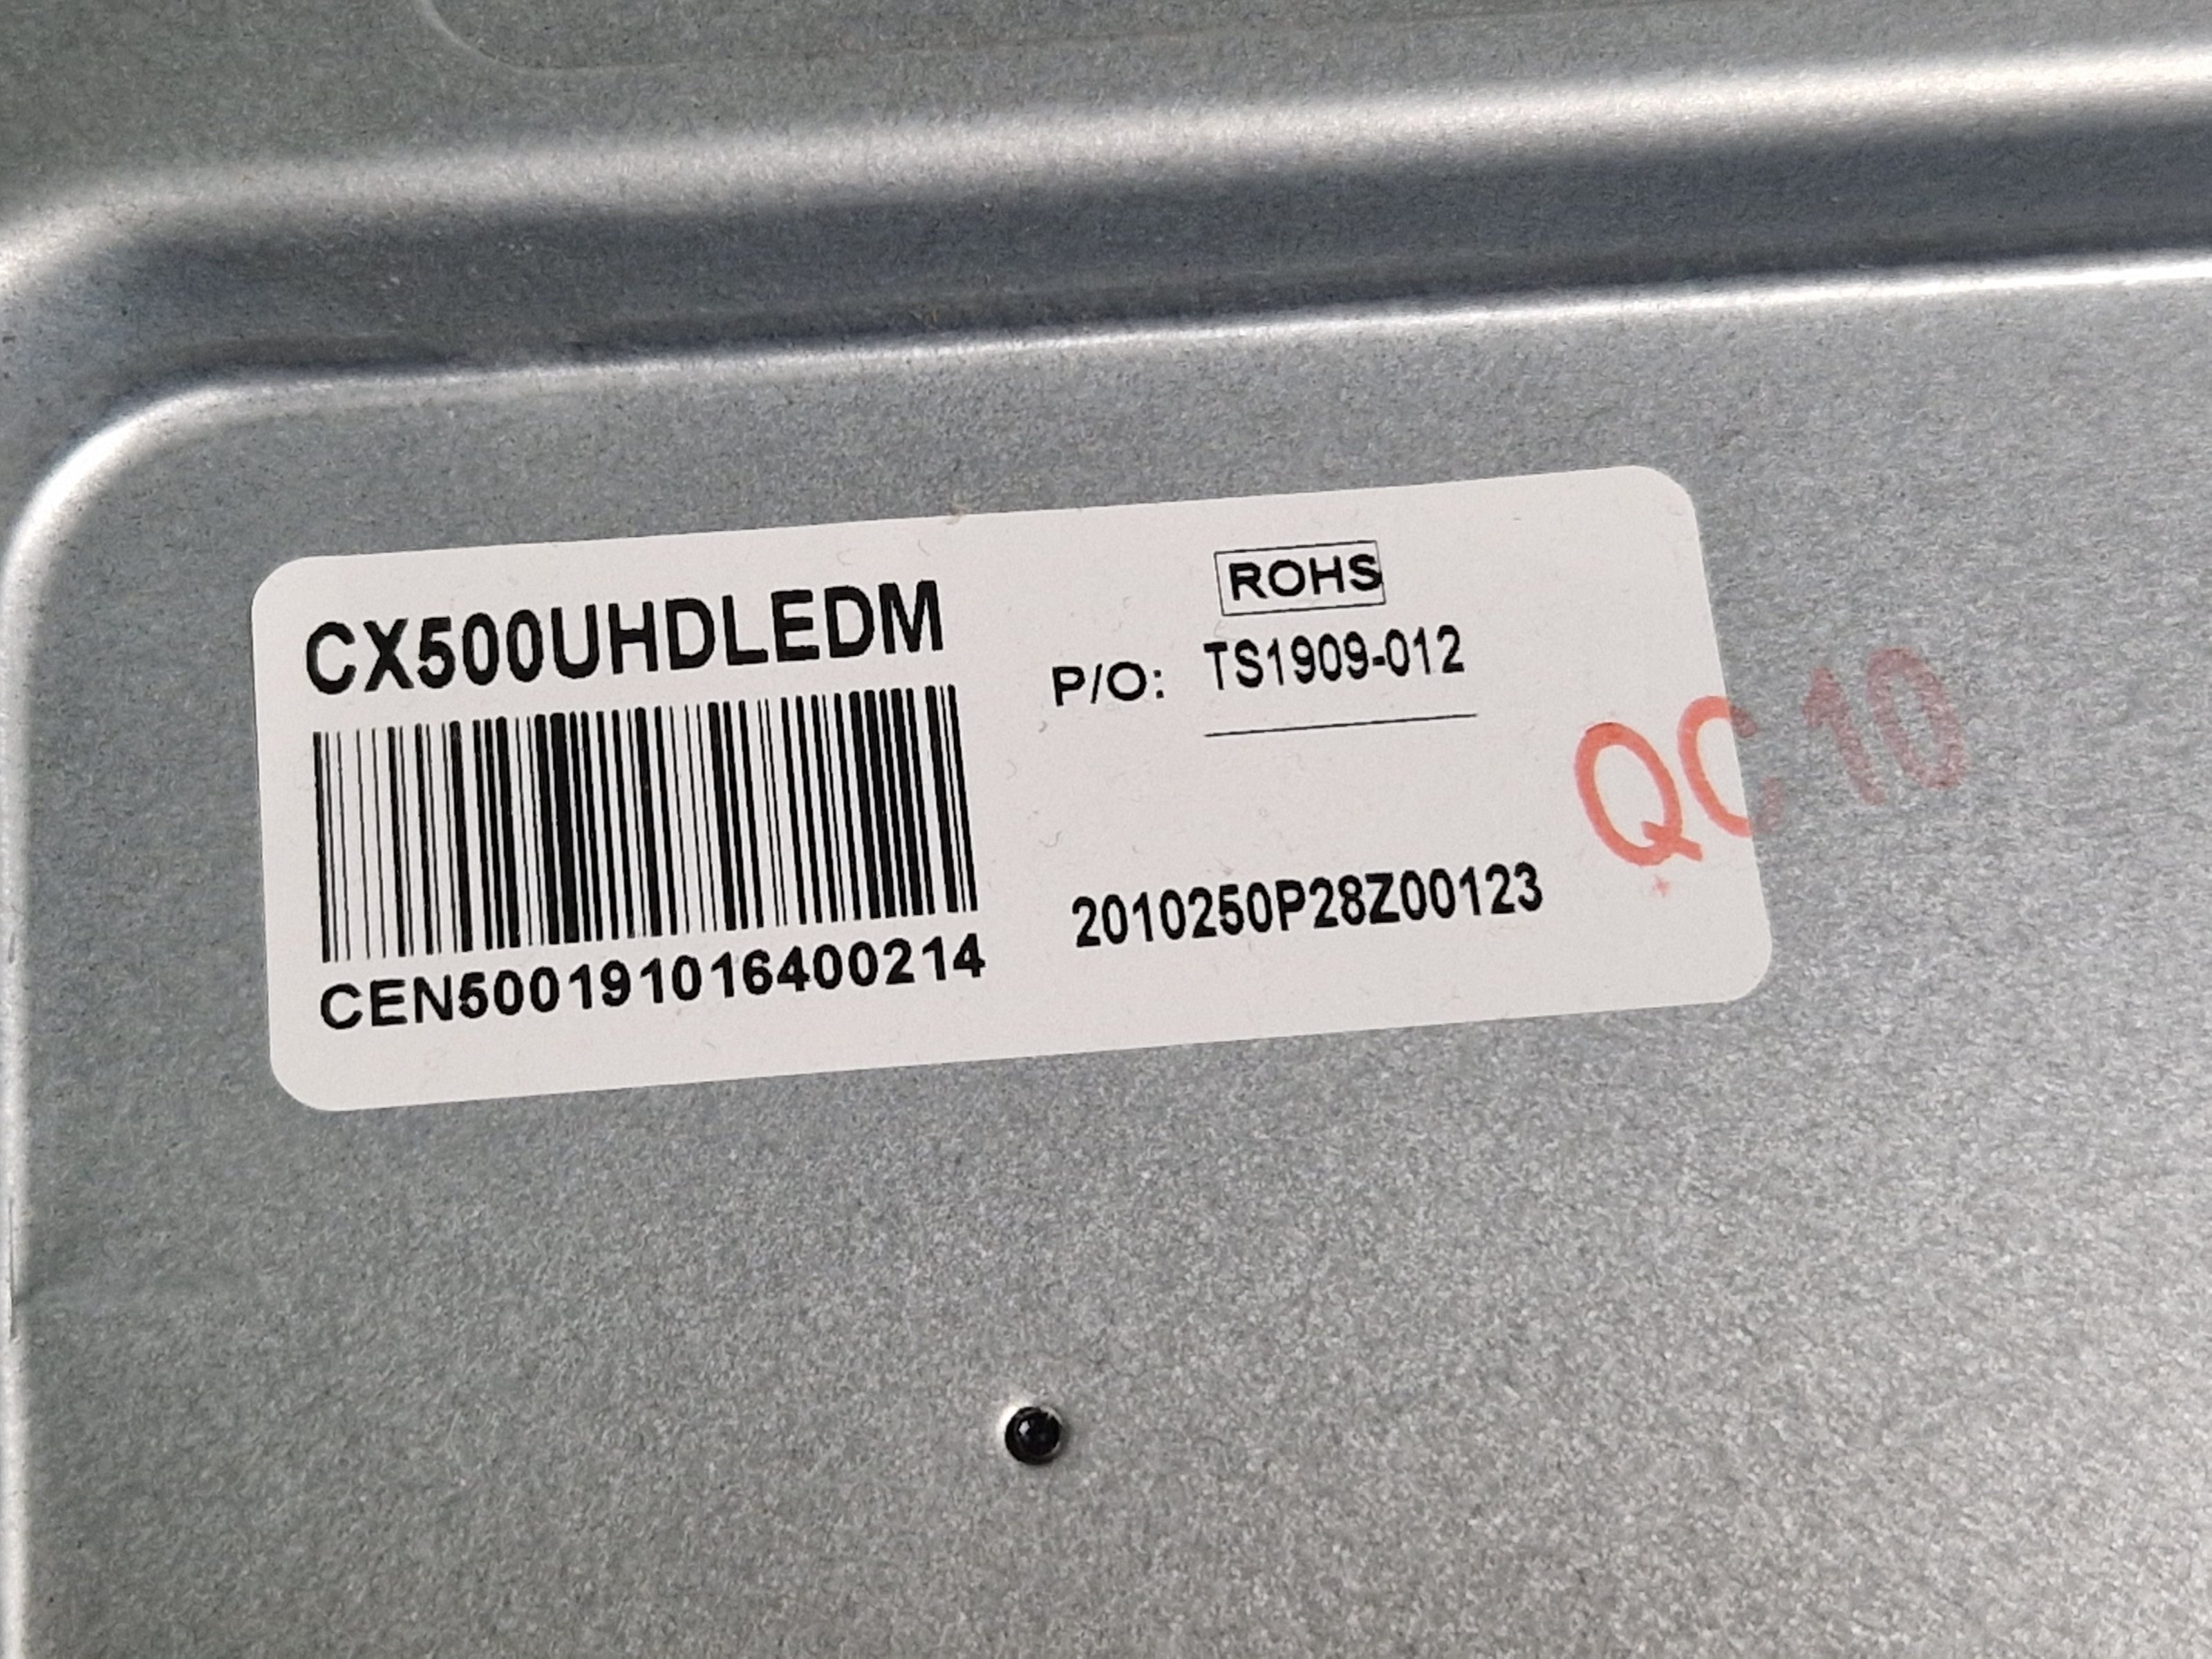 CX500UHDLEDM
CEN500191016400214
ROHS
P/O: TS1909-012
2010250P28Z00123
QC 10